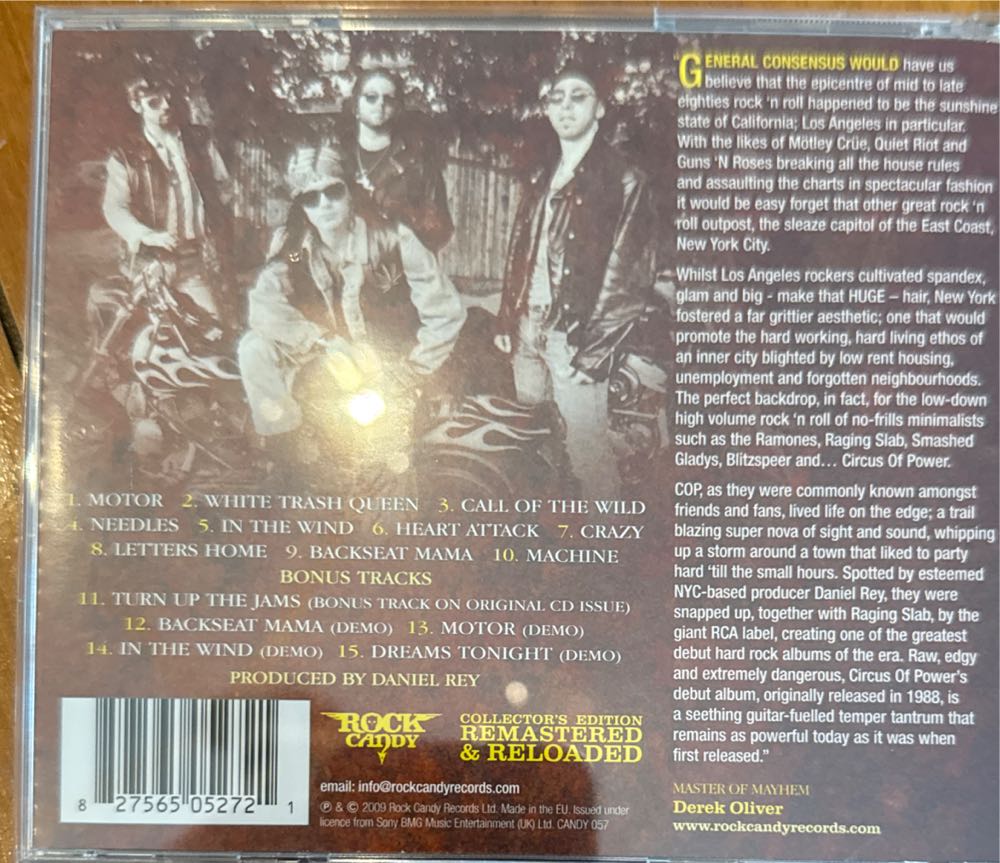 GENERAL CONSENSUS WOULD have us
believe that the epicentre of mid to late
eighties rock 'n roll happened to be the sunshine
state of California; Los Angeles in particular.
With the likes of Mötley Crüe, Quiet Riot and
Guns 'N Roses breaking all the house rules
and assaulting the charts in spectacular fashion
it would be easy forget that other great rock 'n
roll outpost, the sleaze capitol of the East Coast,
New York City.
Whilst Los Angeles rockers cultivated spandex,
glam and big - make that HUGE – hair, New York
fostered a far grittier aesthetic; one that would
promote the hard working, hard living ethos of
an inner city blighted by low rent housing,
unemployment and forgotten neighbourhoods.
The perfect backdrop, in fact, for the low-down
high volume rock 'n roll of no-frills minimalists
such as the Ramones, Raging Slab, Smashed
Gladys, Blitzspeer and... Circus Of Power.
COP, as they were commonly known amongst
friends and fans, lived life on the edge; a trail
blazing super nova of sight and sound, whipping
up a storm around a town that liked to party
hard 'till the small hours. Spotted by esteemed
NYC-based producer Daniel Rey, they were
snapped up, together with Raging Slab, by the
giant RCA label, creating one of the greatest
debut hard rock albums of the era. Raw, edgy
and extremely dangerous, Circus Of Power's
debut album, originally released in 1988, is
a seething guitar-fuelled temper tantrum that
remains as powerful today as it was when
first released."
MASTER OF MAYHEM
Derek Oliver
www.rockcandyrecords.com
1. MOTOR 2. WHITE TRASH QUEEN 3. CALL OF THE WILD
4. NEEDLES 5. IN THE WIND 6. HEART ATTACK 7. CRAZY
8. LETTERS HOME 9. BACKSEAT MAMA 10. MACHINE
BONUS TRACKS
11. TURN UP THE JAMS (BONUS TRACK ON ORIGINAL CD ISSUE)
12. BACKSEAT MAMA (DEMO) 13. MOTOR (DEMO)
14. IN THE WIND (DEMO) 15. DREAMS TONIGHT (DEMO)
PRODUCED BY DANIEL REY
ROCK
CANDY
COLLECTOR'S EDITION
REMASTERED
& RELOADED
email: info@rockcandyrecords.com
℗ & © 2009 Rock Candy Records Ltd. Made in the EU. Issued under
licence from Sony BMG Music Entertainment (UK) Ltd. CANDY 057
8 27565 05272 1